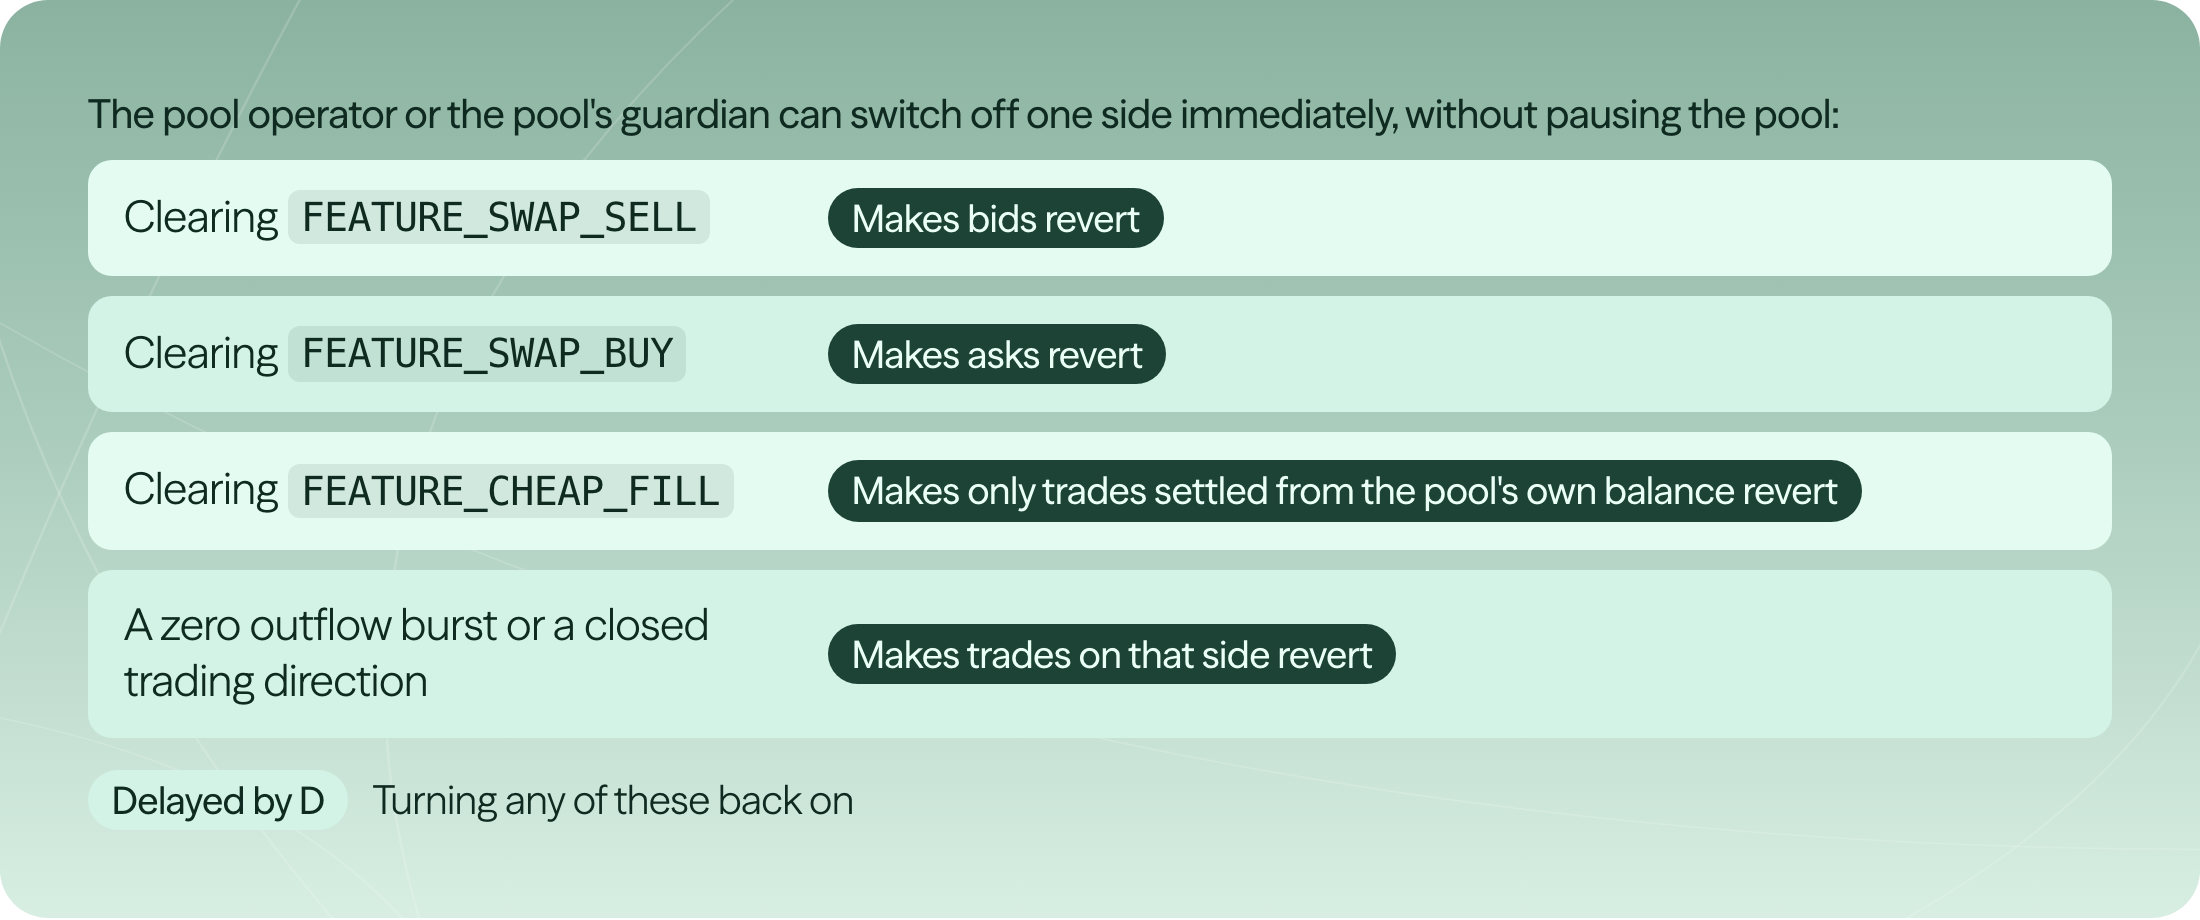 The pool operator or the pool's guardian can switch off one side immediately, without pausing the pool:
Clearing FEATURE_SWAP_SELL Makes bids revert
Clearing FEATURE_SWAP_BUY Makes asks revert
Clearing FEATURE_CHEAP_FILL Makes only trades settled from the pool's own balance revert
A zero outflow burst or a closed
trading direction
Makes trades on that side revert
Delayed by D Turning any of these back on